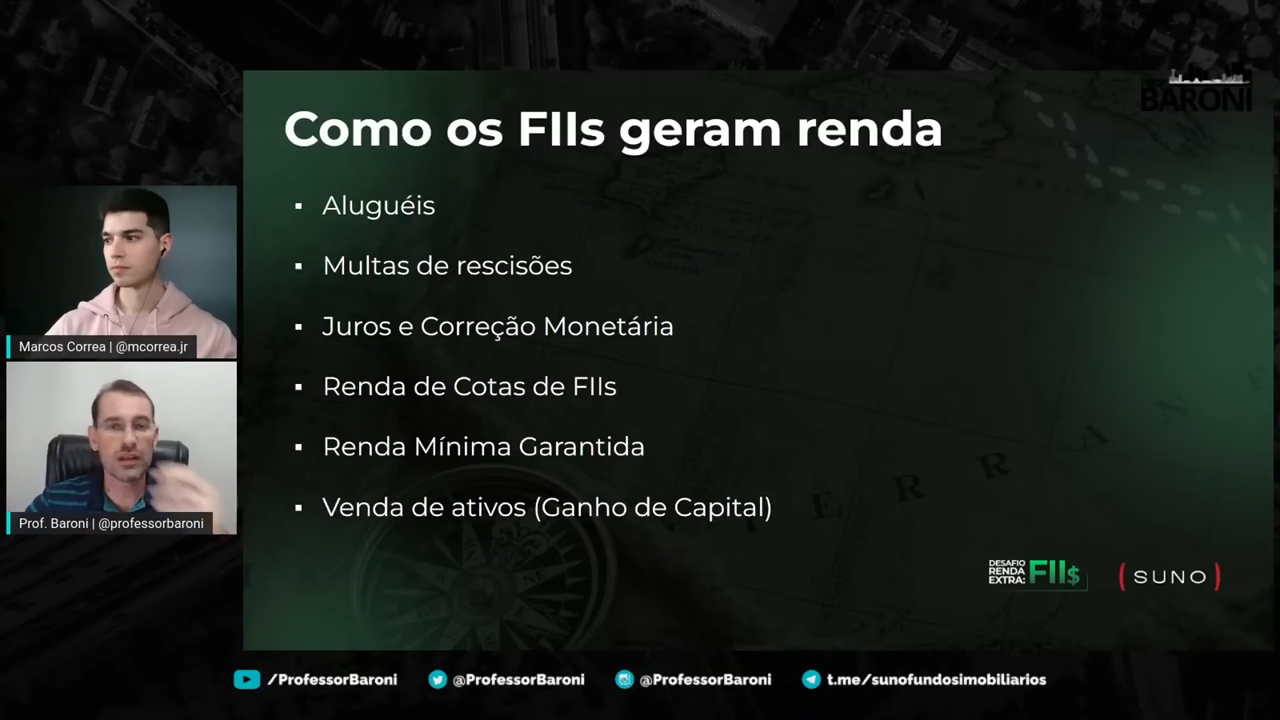 BARONI
Como os FIIs geram renda
▪ Aluguéis
▪ Multas de rescisões
▪ Juros e Correção Monetária
▪ Renda de Cotas de FIIs
▪ Renda Mínima Garantida
▪ Venda de ativos (Ganho de Capital)
TERRA
Marcos Correa | @mcorrea.jr
Prof. Baroni | @professorbaroni
DESAFIO
RENDA
EXTRA:
FII$
(SUNO)
/ProfessorBaroni
@ProfessorBaroni
@ProfessorBaroni
t.me/sunofundosimobiliarios